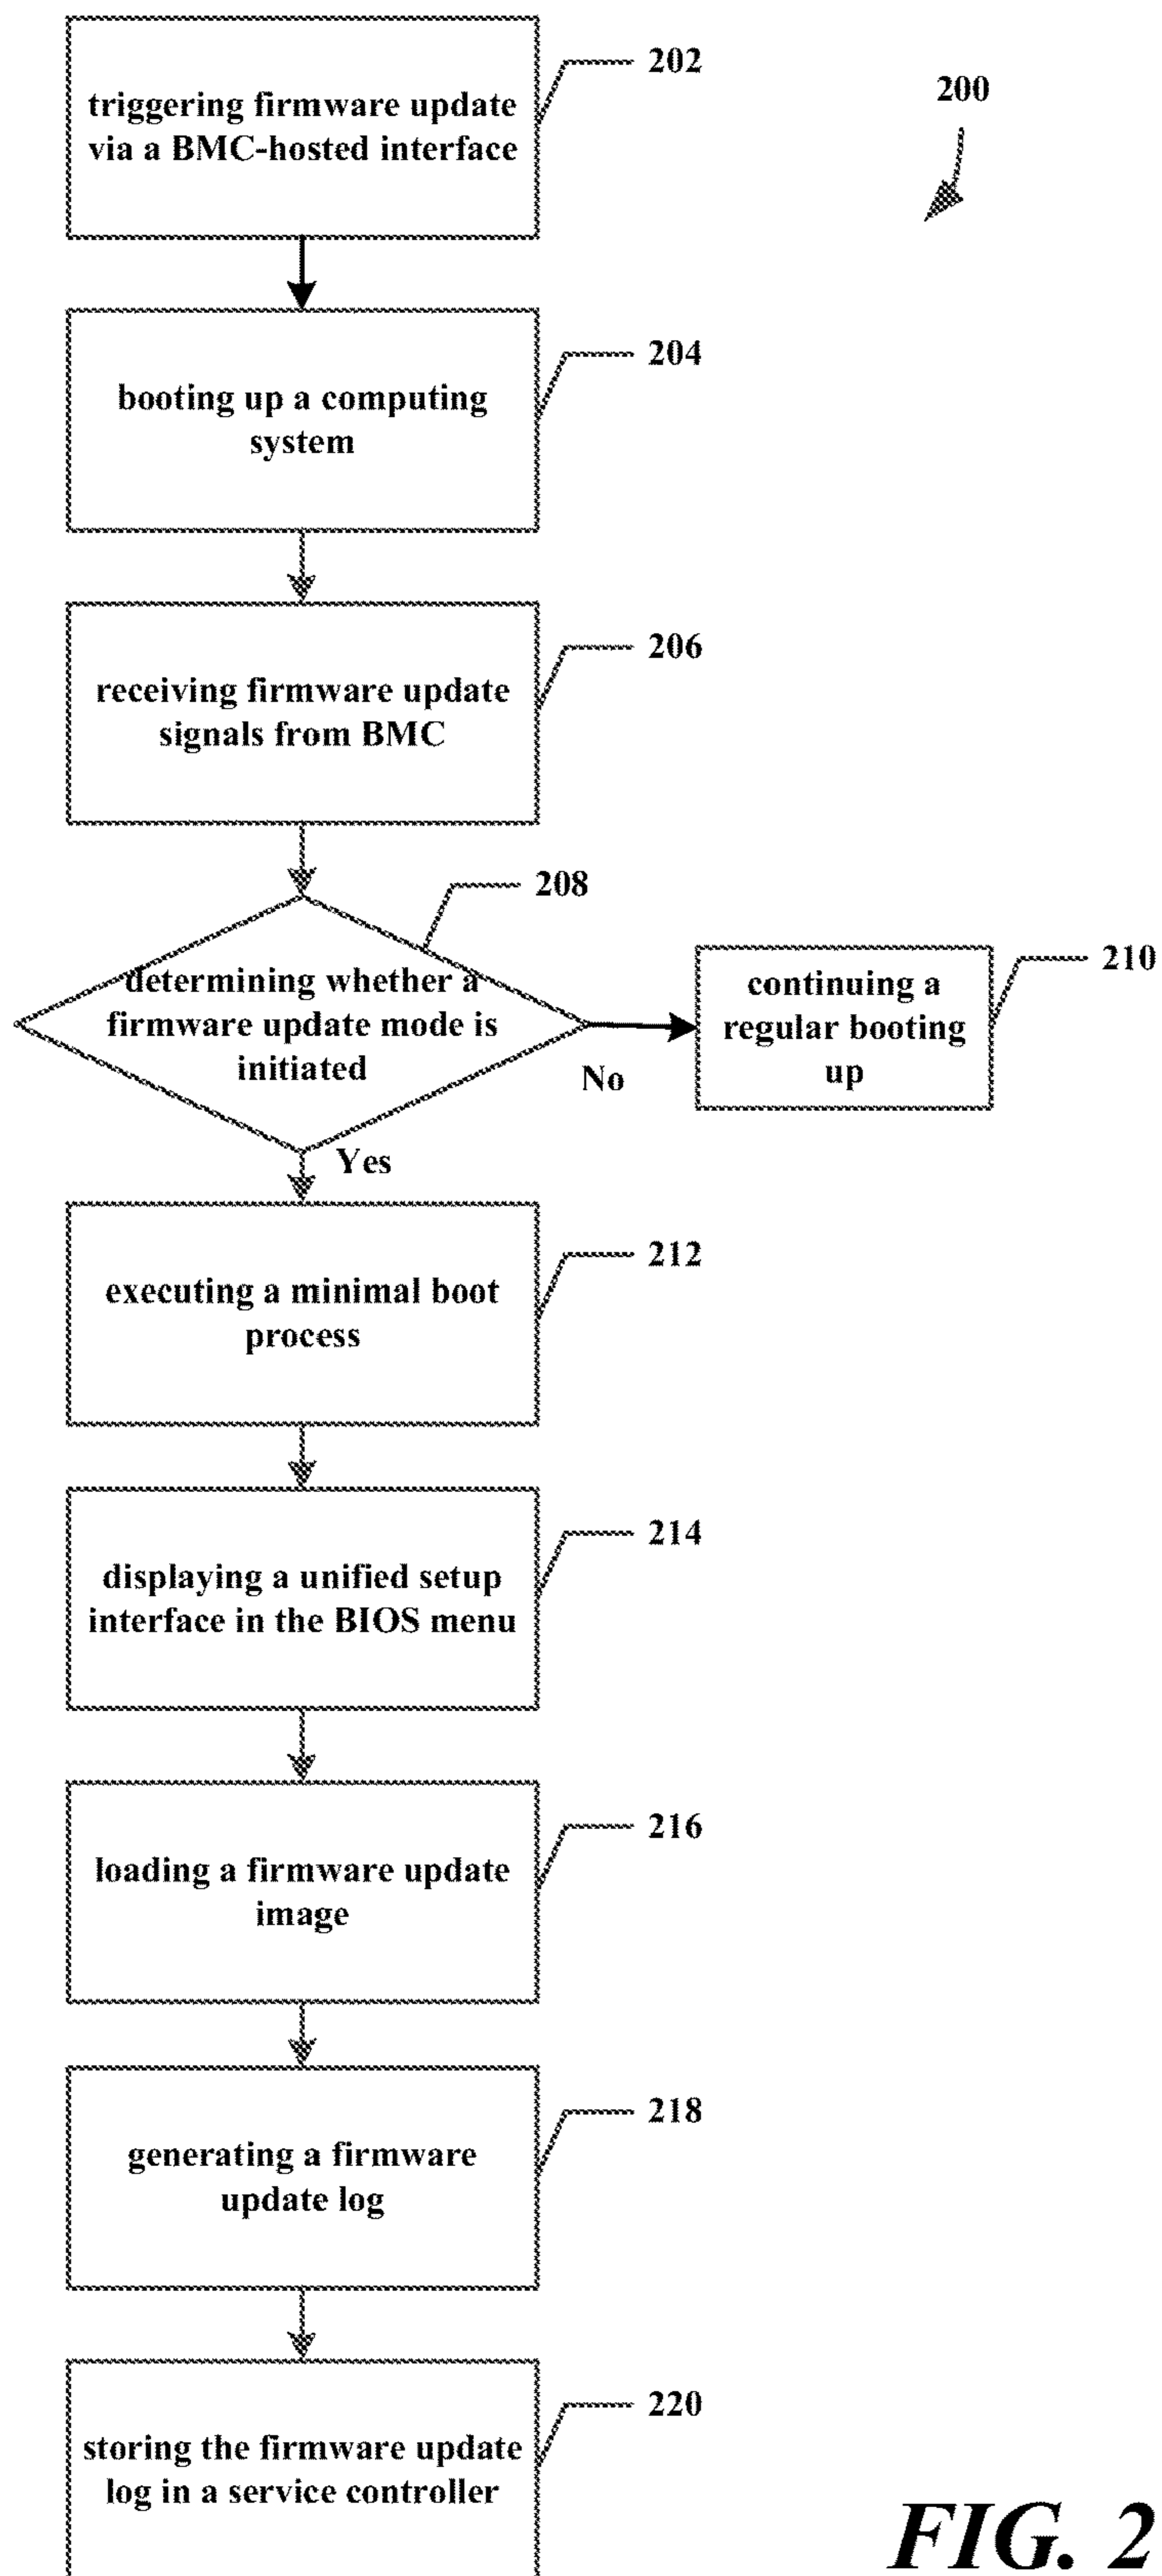 triggering firmware update
via a BMC-hosted interface
202
200
booting up a computing
system
204
receiving firmware update
signals from BMC
206
208
determining whether a
firmware update mode is
initiated
No
continuing a
regular booting
up
210
Yes
executing a minimal boot
process
212
displaying a unified setup
interface in the BIOS menu
214
loading a firmware update
image
216
generating a firmware
update log
218
storing the firmware update
log in a service controller
220
FIG. 2